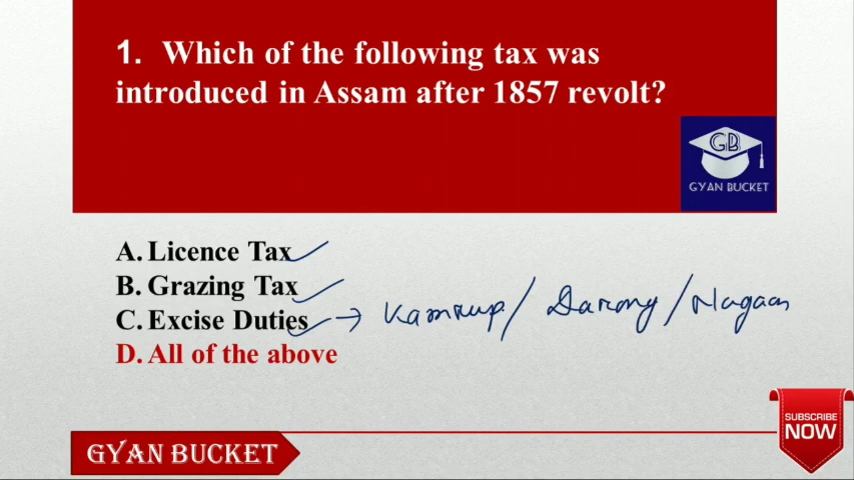 1. Which of the following tax was
introduced in Assam after 1857 revolt?
GB
GYAN BUCKET
A. Licence Tax
B. Grazing Tax
C. Excise Duties → Kamrup / Darrang / Nagaon
D. All of the above
SUBSCRIBE
NOW
GYAN BUCKET